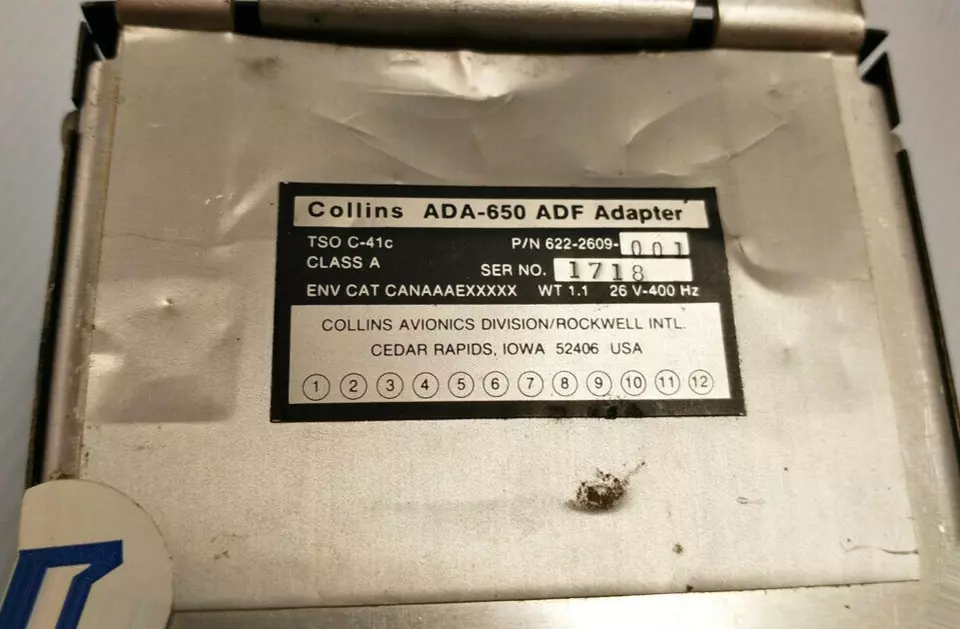 Collins ADA-650 ADF Adapter
TSO C-41c P/N 622-2609-001
CLASS A SER NO. 1718
ENV CAT CANAAAEXXXXX WT 1.1 26 V-400 Hz
COLLINS AVIONICS DIVISION/ROCKWELL INTL.
CEDAR RAPIDS, IOWA 52406 USA
1 2 3 4 5 6 7 8 9 10 11 12